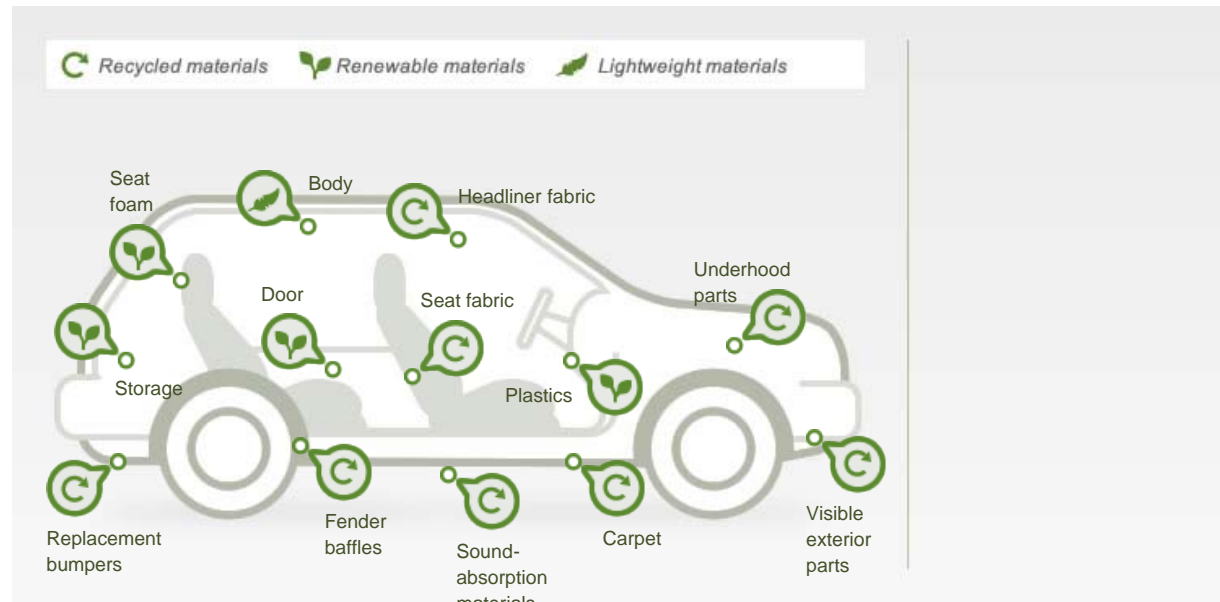 Recycled materials Renewable materials Lightweight materials
Seat
foam
Body
Headliner fabric
Underhood
parts
Door
Seat fabric
Storage
Plastics
Replacement
bumpers
Fender
baffles
Sound-
absorption
materials
Carpet
Visible
exterior
parts